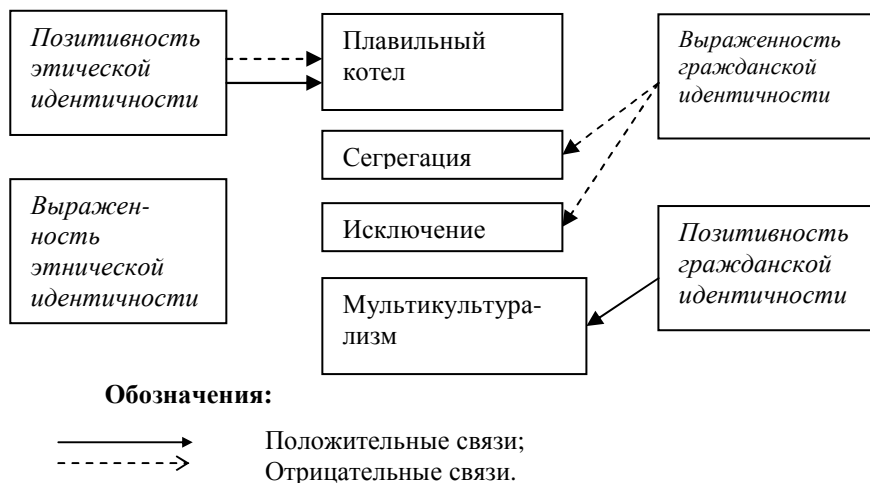 Позитивность
этической
идентичности
Плавильный
котел
Выраженность
гражданской
идентичности
Сегрегация
Выражен-
ность
этнической
идентичности
Исключение
Позитивность
гражданской
идентичности
Мультикультура-
лизм
Обозначения:
Положительные связи;
Отрицательные связи.